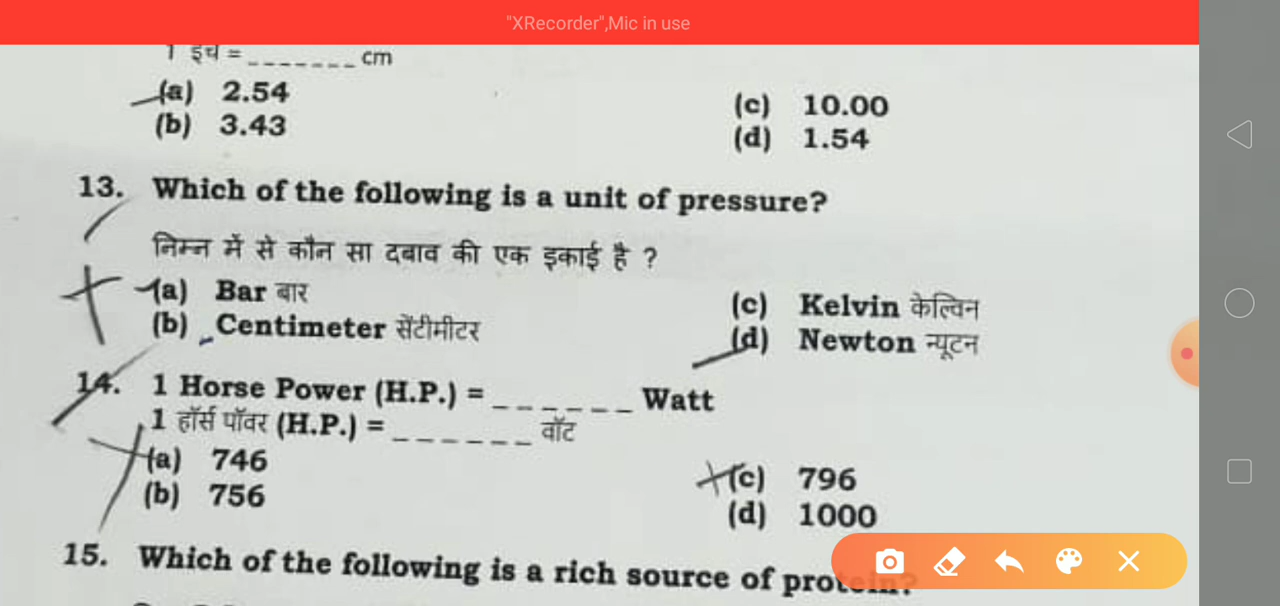 "XRecorder",Mic in use
1 इंच = _______ cm
(a) 2.54
(b) 3.43
(c) 10.00
(d) 1.54
13. Which of the following is a unit of pressure?
निम्न में से कौन सा दबाव की एक इकाई है ?
(a) Bar बार
(b) Centimeter सेंटीमीटर
(c) Kelvin केल्विन
(d) Newton न्यूटन
14. 1 Horse Power (H.P.) = ______ Watt
1 हॉर्स पॉवर (H.P.) = ______ वॉट
(a) 746
(b) 756
(c) 796
(d) 1000
15. Which of the following is a rich source of protein?